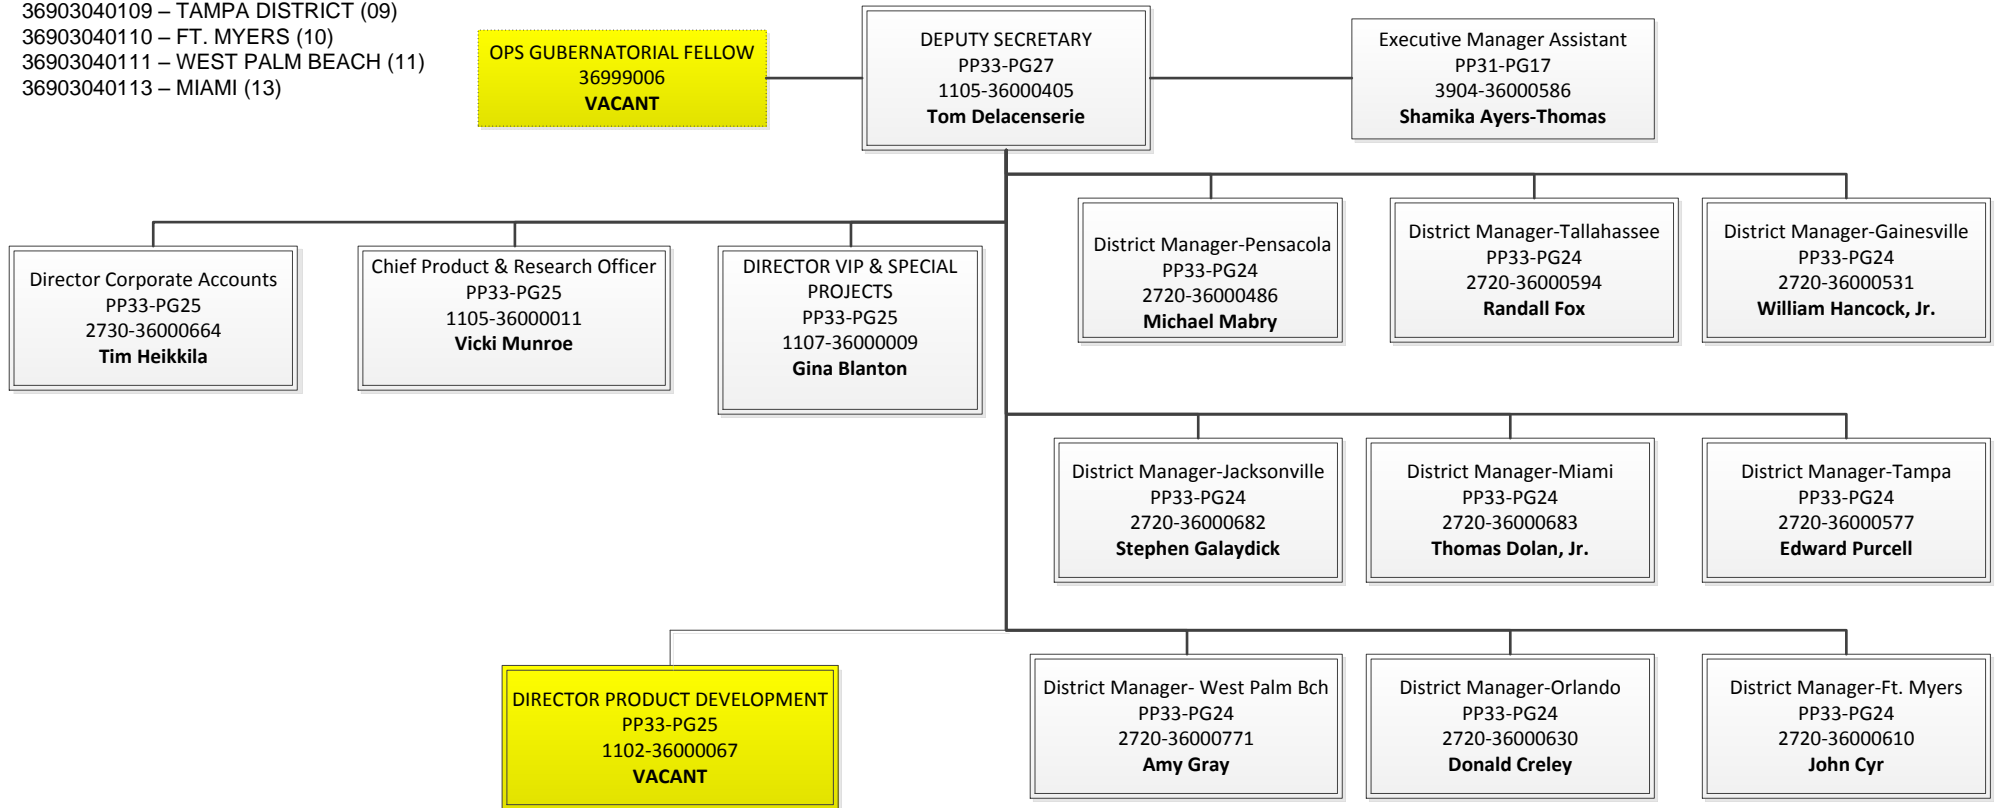 36903040109 – TAMPA DISTRICT (09)
36903040110 – FT. MYERS (10)
36903040111 – WEST PALM BEACH (11)
36903040113 – MIAMI (13)
OPS GUBERNATORIAL FELLOW
36999006
VACANT
DEPUTY SECRETARY
PP33-PG27
1105-36000405
Tom Delacenserie
Executive Manager Assistant
PP31-PG17
3904-36000586
Shamika Ayers-Thomas
Director Corporate Accounts
PP33-PG25
2730-36000664
Tim Heikkila
Chief Product & Research Officer
PP33-PG25
1105-36000011
Vicki Munroe
DIRECTOR VIP & SPECIAL
PROJECTS
PP33-PG25
1107-36000009
Gina Blanton
District Manager-Pensacola
PP33-PG24
2720-36000486
Michael Mabry
District Manager-Tallahassee
PP33-PG24
2720-36000594
Randall Fox
District Manager-Gainesville
PP33-PG24
2720-36000531
William Hancock, Jr.
District Manager-Jacksonville
PP33-PG24
2720-36000682
Stephen Galaydick
District Manager-Miami
PP33-PG24
2720-36000683
Thomas Dolan, Jr.
District Manager-Tampa
PP33-PG24
2720-36000577
Edward Purcell
DIRECTOR PRODUCT DEVELOPMENT
PP33-PG25
1102-36000067
VACANT
District Manager- West Palm Bch
PP33-PG24
2720-36000771
Amy Gray
District Manager-Orlando
PP33-PG24
2720-36000630
Donald Creley
District Manager-Ft. Myers
PP33-PG24
2720-36000610
John Cyr